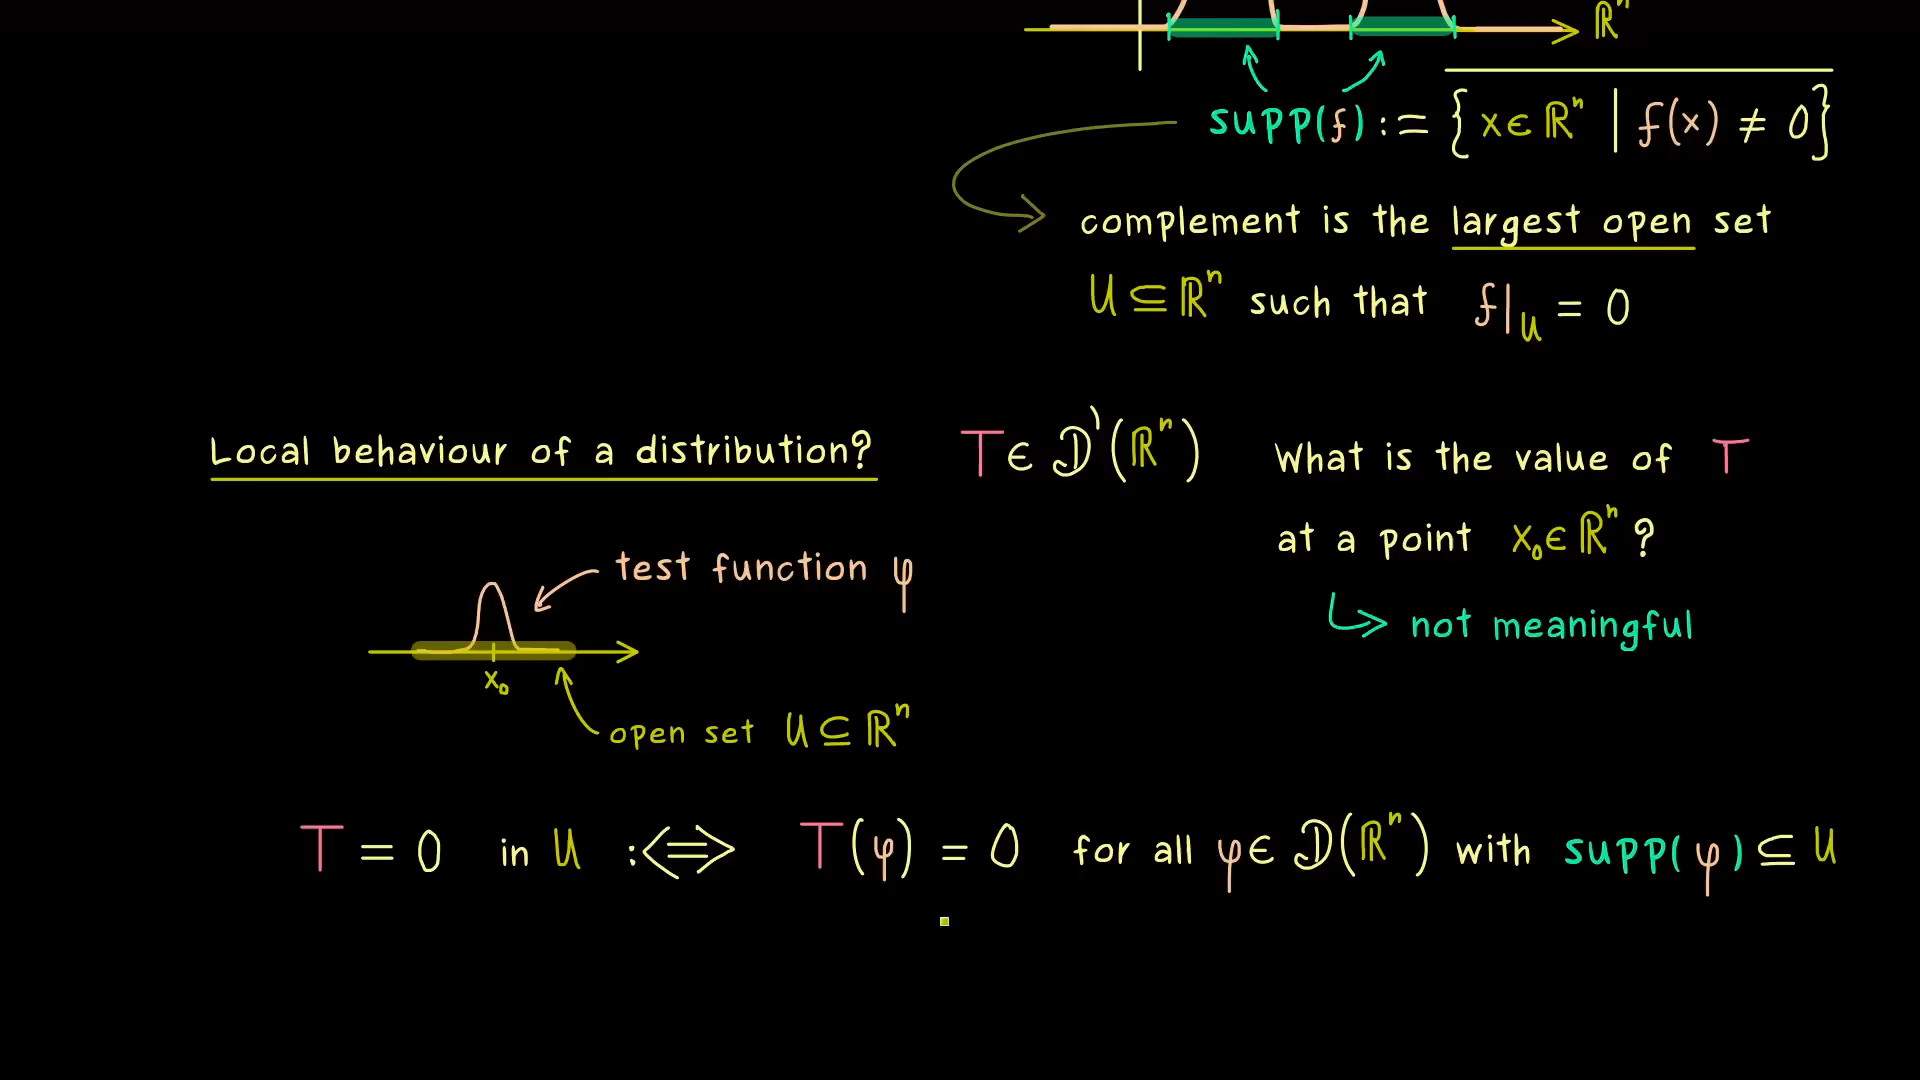 ℝⁿ
supp(f) := {x ∈ ℝⁿ | f(x) ≠ 0}
complement is the largest open set
U ⊆ ℝⁿ such that f|_U = 0
Local behaviour of a distribution? T ∈ 𝒟'(ℝⁿ) What is the value of T
at a point x₀ ∈ ℝⁿ ?
test function φ
not meaningful
x₀
open set U ⊆ ℝⁿ
T = 0 in U :⟺ T(φ) = 0 for all φ ∈ 𝒟(ℝⁿ) with supp(φ) ⊆ U